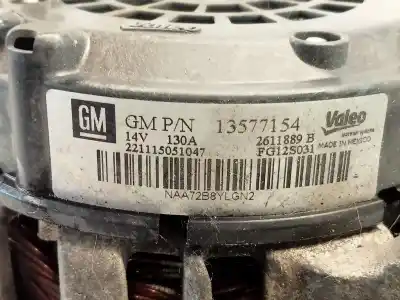 GM GM P/N 13577154 Valeo
14V 130A 2611889 B
221115051047 FG12S031 MADE IN MEXICO
NAA72B8YLGN2